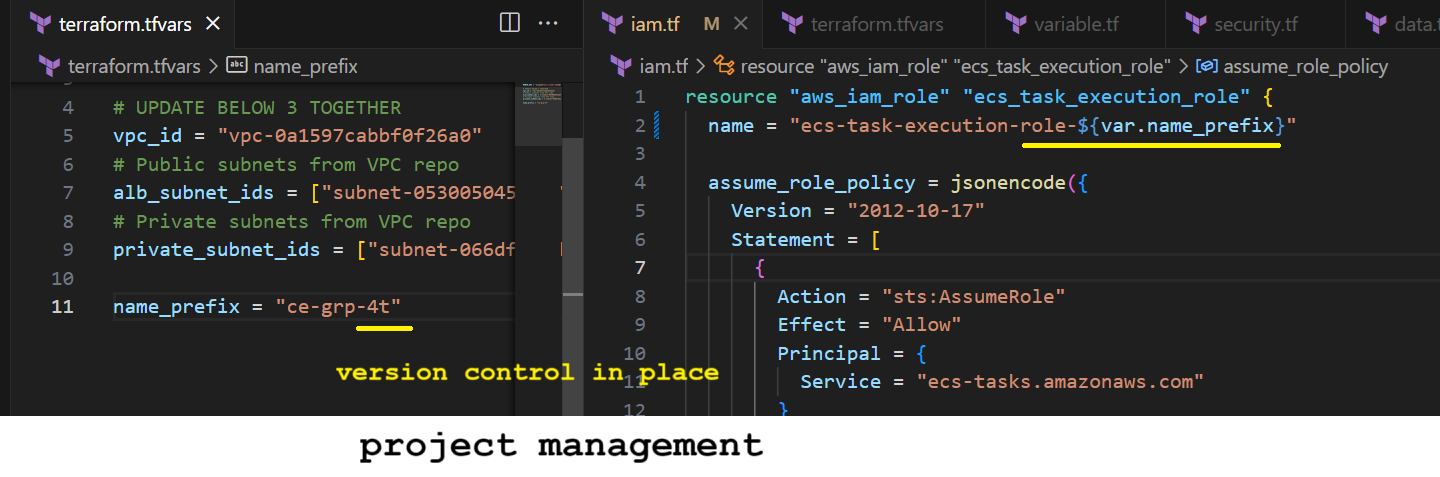 terraform.tfvars
terraform.tfvars > name_prefix
4 # UPDATE BELOW 3 TOGETHER
5 vpc_id = "vpc-0a1597cabbf0f26a0"
6 # Public subnets from VPC repo
7 alb_subnet_ids = ["subnet-053005045
8 # Private subnets from VPC repo
9 private_subnet_ids = ["subnet-066df
10
11 name_prefix = "ce-grp-4t"
iam.tf M terraform.tfvars variable.tf security.tf data.t
iam.tf > resource "aws_iam_role" "ecs_task_execution_role" > assume_role_policy
1 resource "aws_iam_role" "ecs_task_execution_role" {
2 name = "ecs-task-execution-role-${var.name_prefix}"
3
4 assume_role_policy = jsonencode({
5 Version = "2012-10-17"
6 Statement = [
7 {
8 Action = "sts:AssumeRole"
9 Effect = "Allow"
10 Principal = {
11 Service = "ecs-tasks.amazonaws.com"
12 }
version control in place
project management